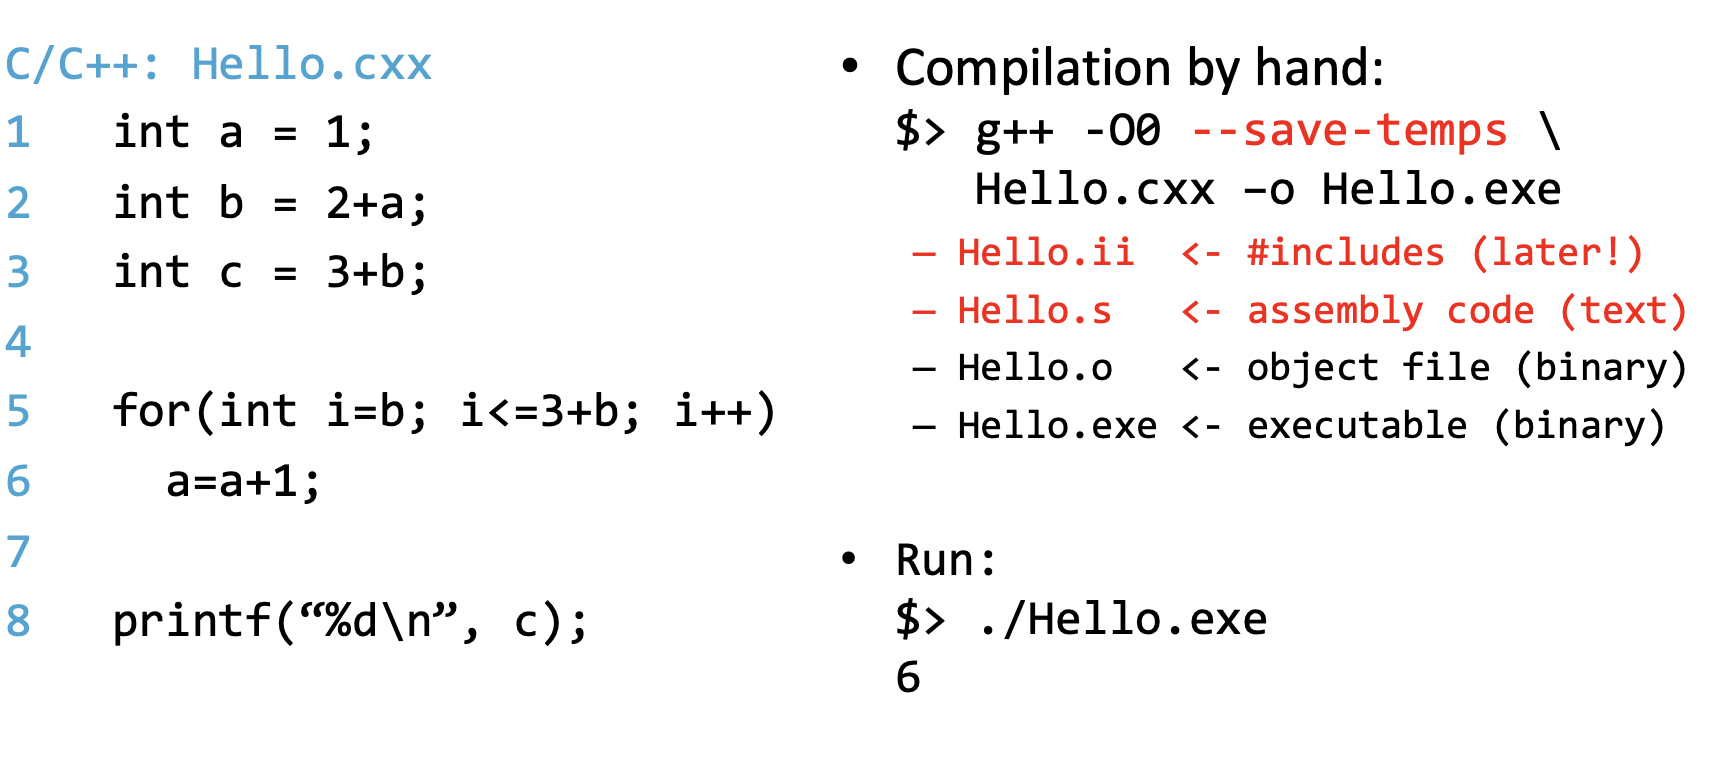 C/C++: Hello.cxx
1 int a = 1;
2 int b = 2+a;
3 int c = 3+b;
4
5 for(int i=b; i<=3+b; i++)
6 a=a+1;
7
8 printf(“%d\n”, c);
• Compilation by hand:
$> g++ -O0 --save-temps \
Hello.cxx –o Hello.exe
– Hello.ii <- #includes (later!)
– Hello.s <- assembly code (text)
– Hello.o <- object file (binary)
– Hello.exe <- executable (binary)
• Run:
$> ./Hello.exe
6